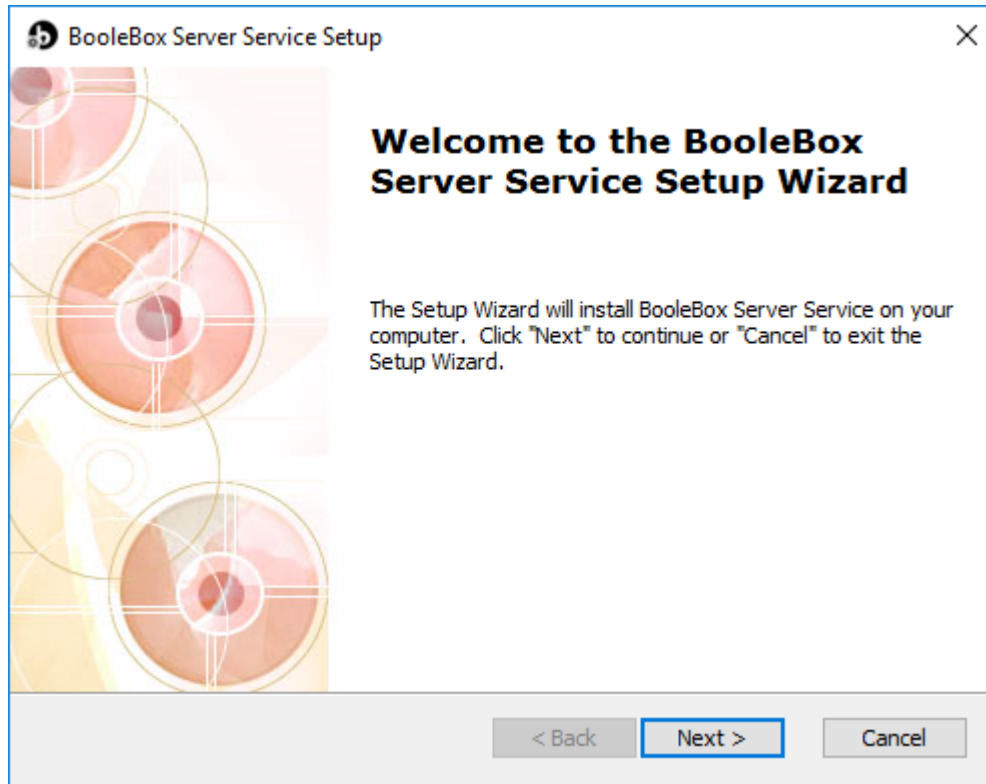 BooleBox Server Service Setup
Welcome to the BooleBox
Server Service Setup Wizard
The Setup Wizard will install BooleBox Server Service on your
computer.  Click "Next" to continue or "Cancel" to exit the
Setup Wizard.
< Back Next > Cancel